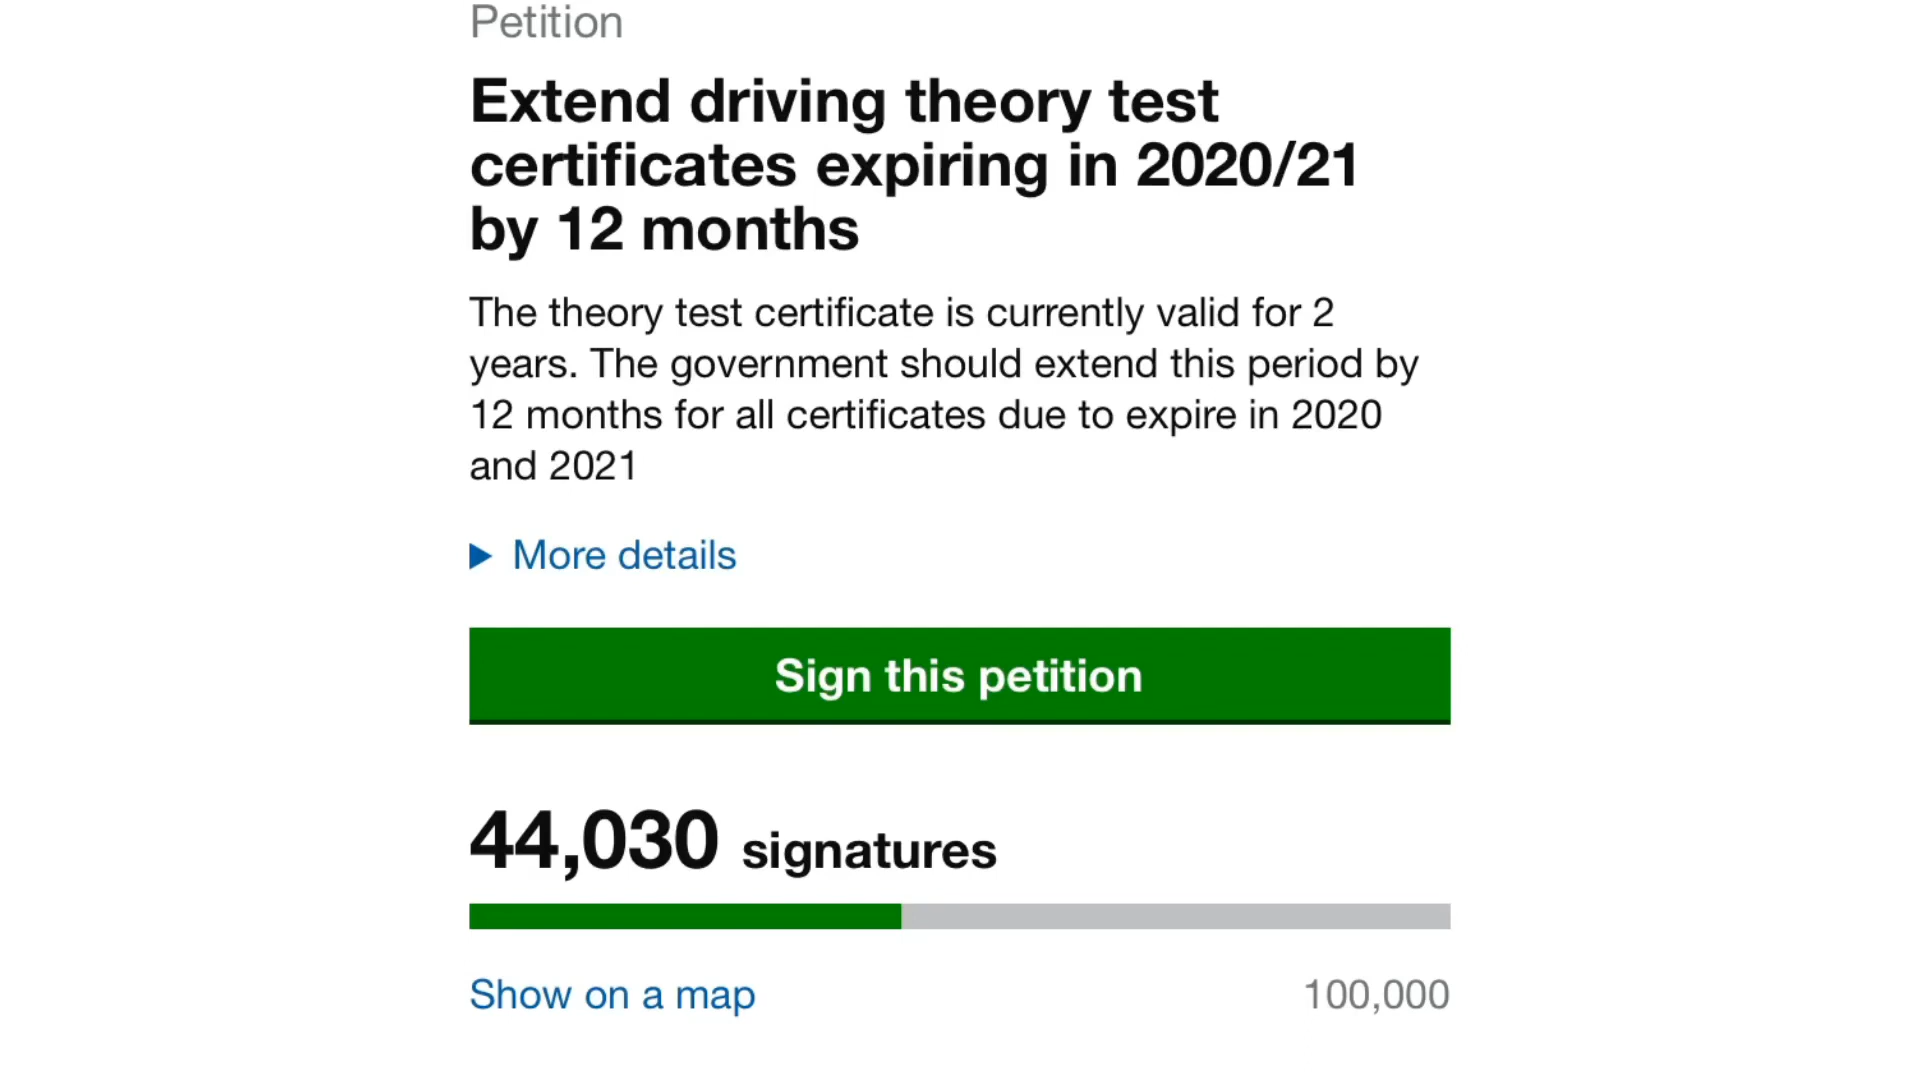 Petition
Extend driving theory test
certificates expiring in 2020/21
by 12 months
The theory test certificate is currently valid for 2
years. The government should extend this period by
12 months for all certificates due to expire in 2020
and 2021
More details
Sign this petition
44,030 signatures
Show on a map 100,000